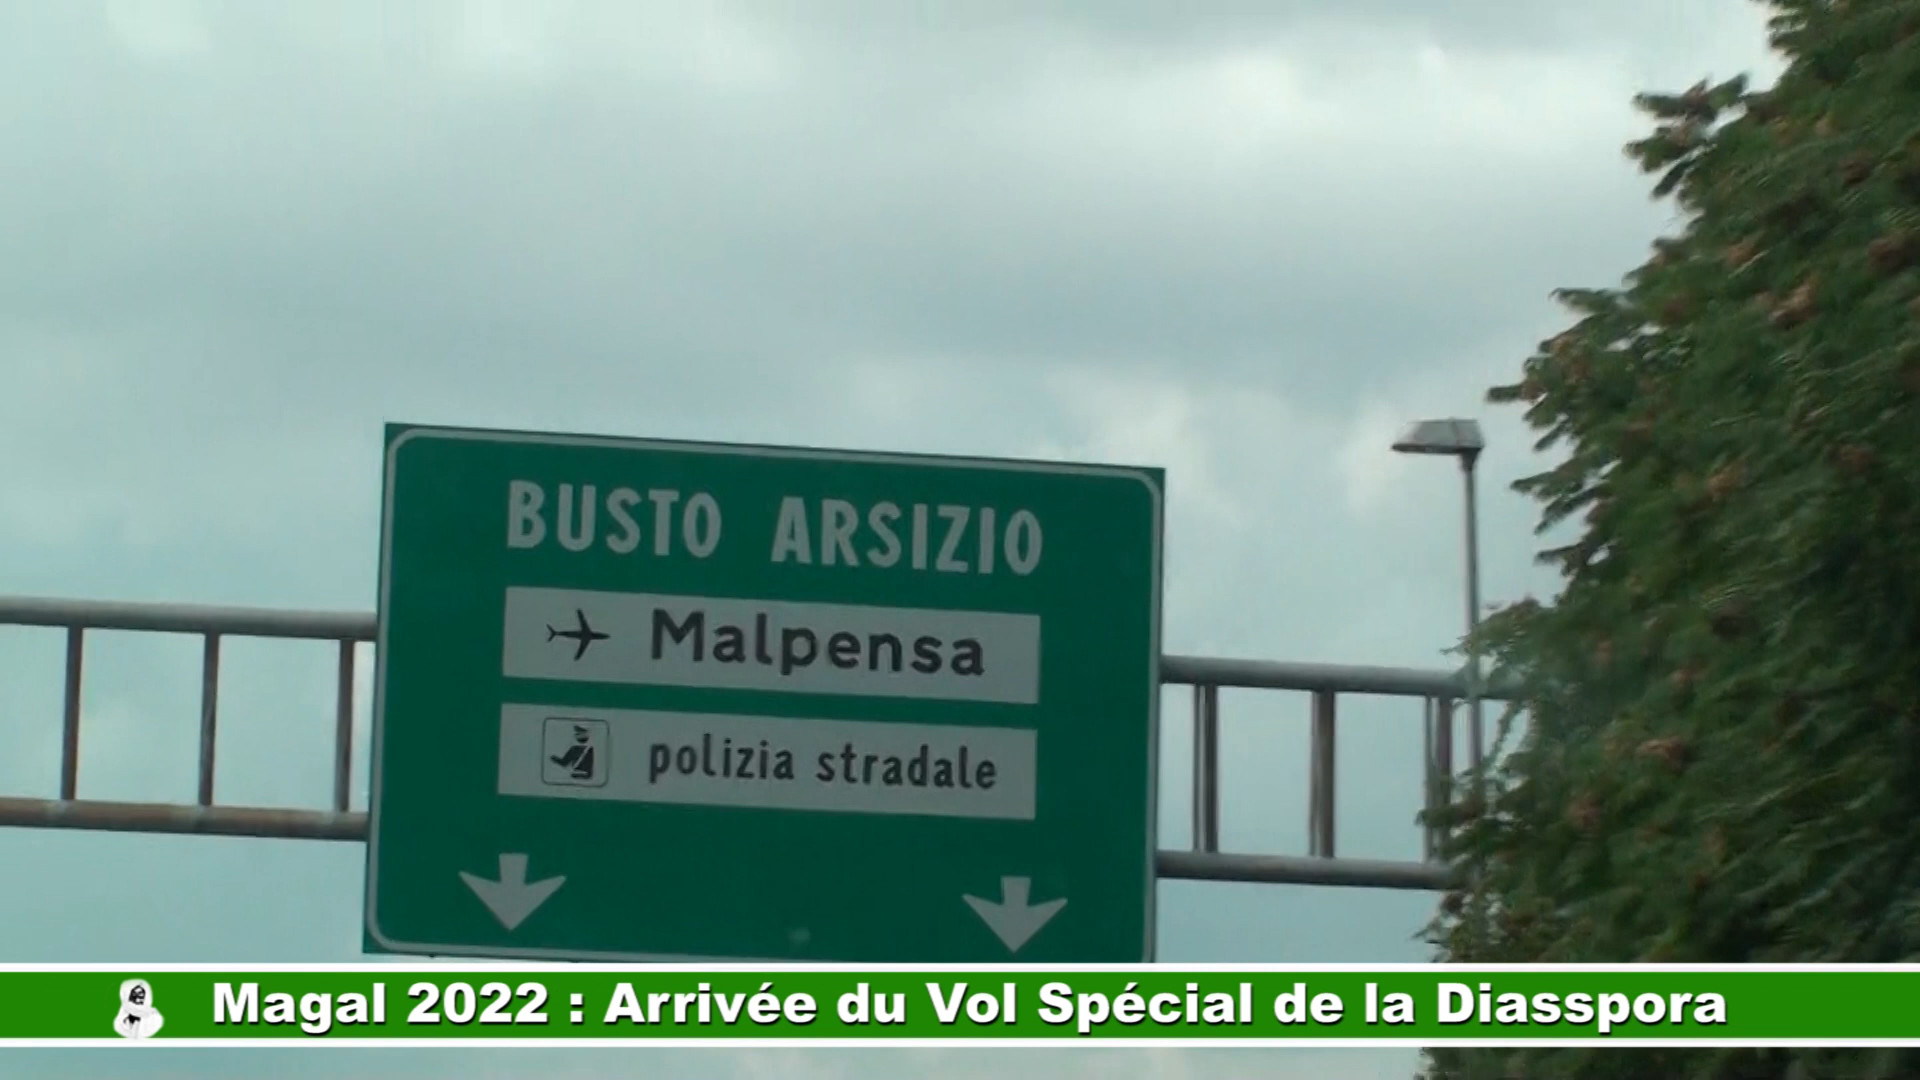 BUSTO ARSIZIO
Malpensa
polizia stradale
Magal 2022 : Arrivée du Vol Spécial de la Diasspora